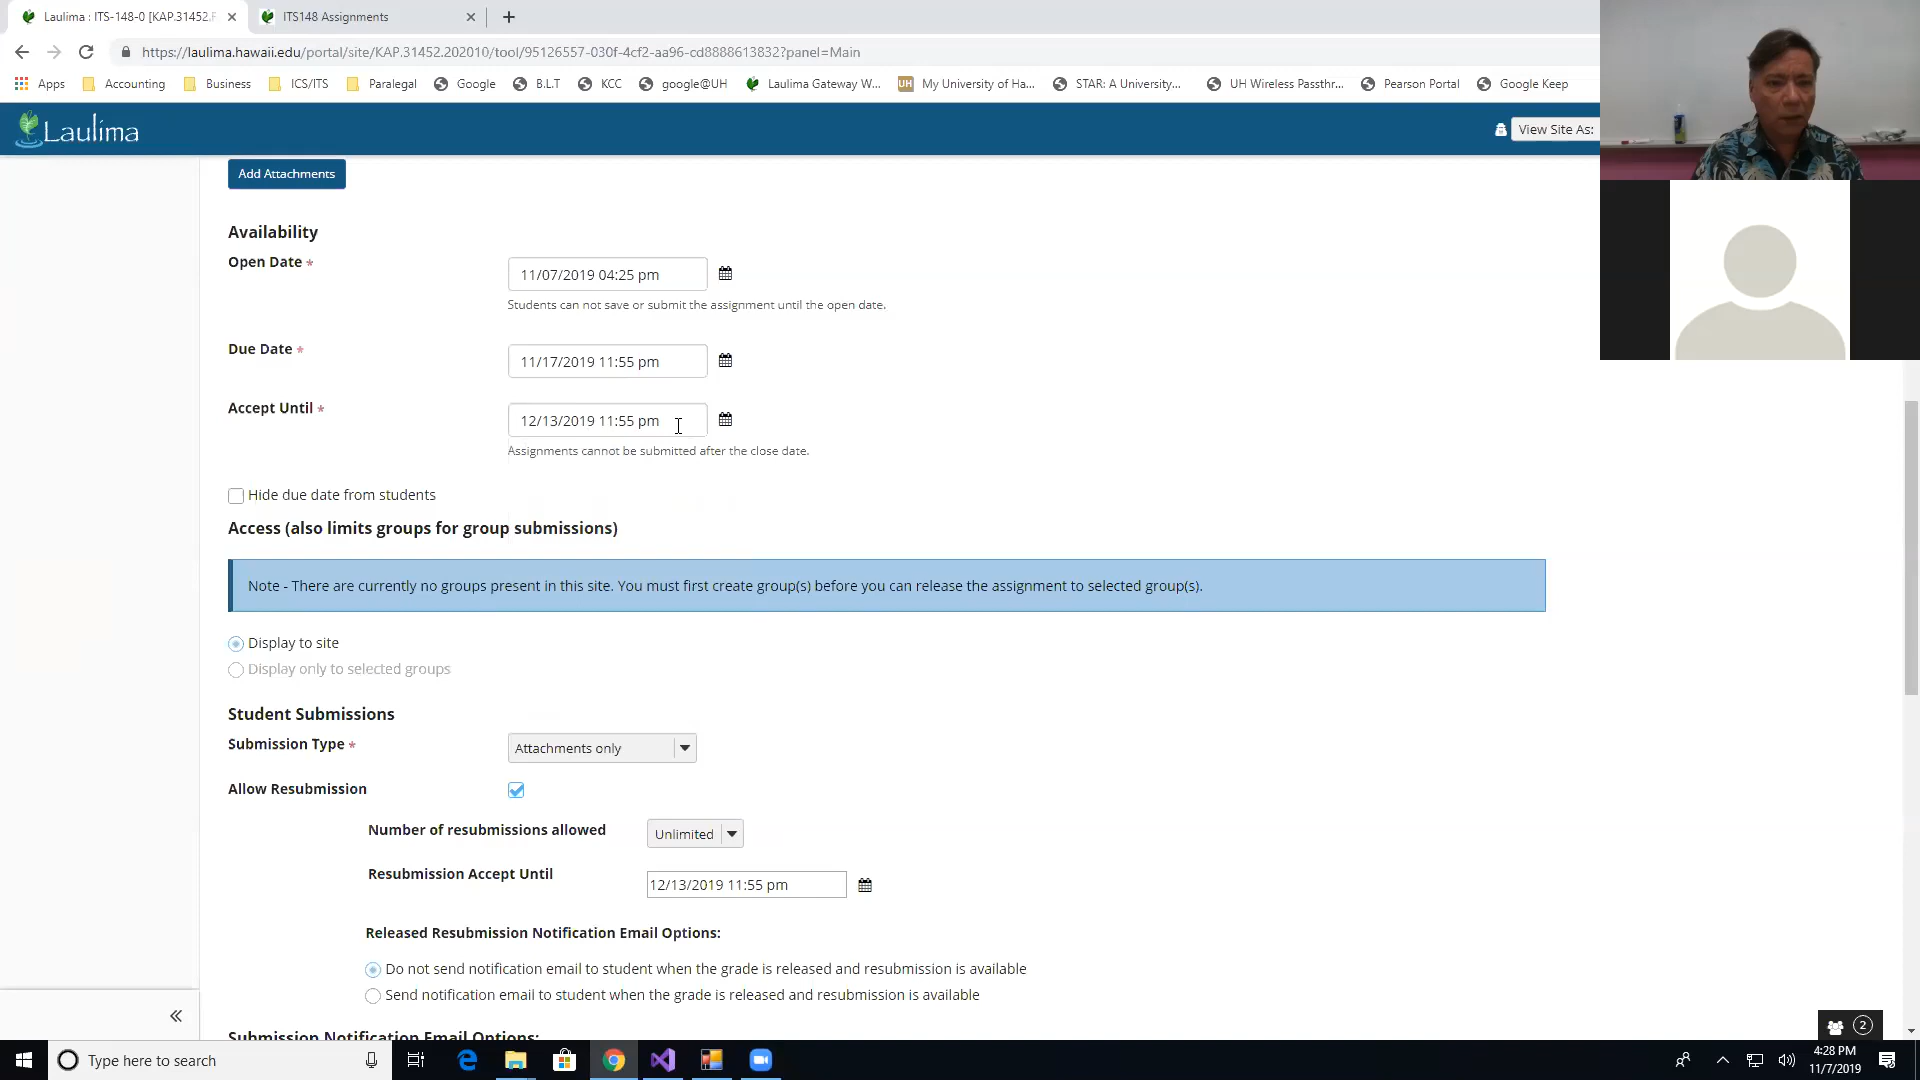 Laulima : ITS-148-0 [KAP.31452.F
ITS148 Assignments
https://laulima.hawaii.edu/portal/site/KAP.31452.202010/tool/95126557-030f-4cf2-aa96-cd8888613832?panel=Main
Apps Accounting Business ICS/ITS Paralegal Google B.L.T KCC google@UH Laulima Gateway W... My University of Ha... STAR: A University... UH Wireless Passthr... Pearson Portal Google Keep
Laulima
View Site As:
Add Attachments
Availability
Open Date *
11/07/2019 04:25 pm
Students can not save or submit the assignment until the open date.
Due Date *
11/17/2019 11:55 pm
Accept Until *
12/13/2019 11:55 pm
Assignments cannot be submitted after the close date.
Hide due date from students
Access (also limits groups for group submissions)
Note - There are currently no groups present in this site. You must first create group(s) before you can release the assignment to selected group(s).
Display to site
Display only to selected groups
Student Submissions
Submission Type *
Attachments only
Allow Resubmission
Number of resubmissions allowed
Unlimited
Resubmission Accept Until
12/13/2019 11:55 pm
Released Resubmission Notification Email Options:
Do not send notification email to student when the grade is released and resubmission is available
Send notification email to student when the grade is released and resubmission is available
Submission Notification Email Options:
2
Type here to search
4:28 PM
11/7/2019